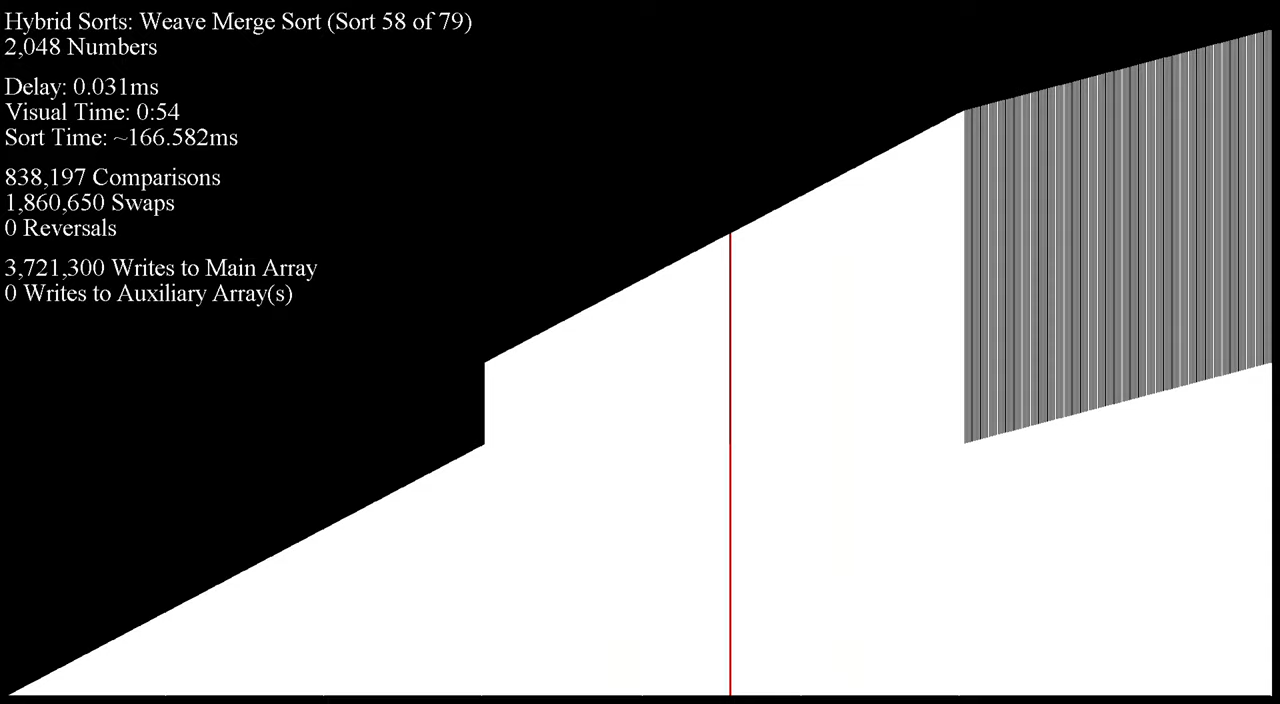 Hybrid Sorts: Weave Merge Sort (Sort 58 of 79)
2,048 Numbers
Delay: 0.031ms
Visual Time: 0:54
Sort Time: ~166.582ms
838,197 Comparisons
1,860,650 Swaps
0 Reversals
3,721,300 Writes to Main Array
0 Writes to Auxiliary Array(s)